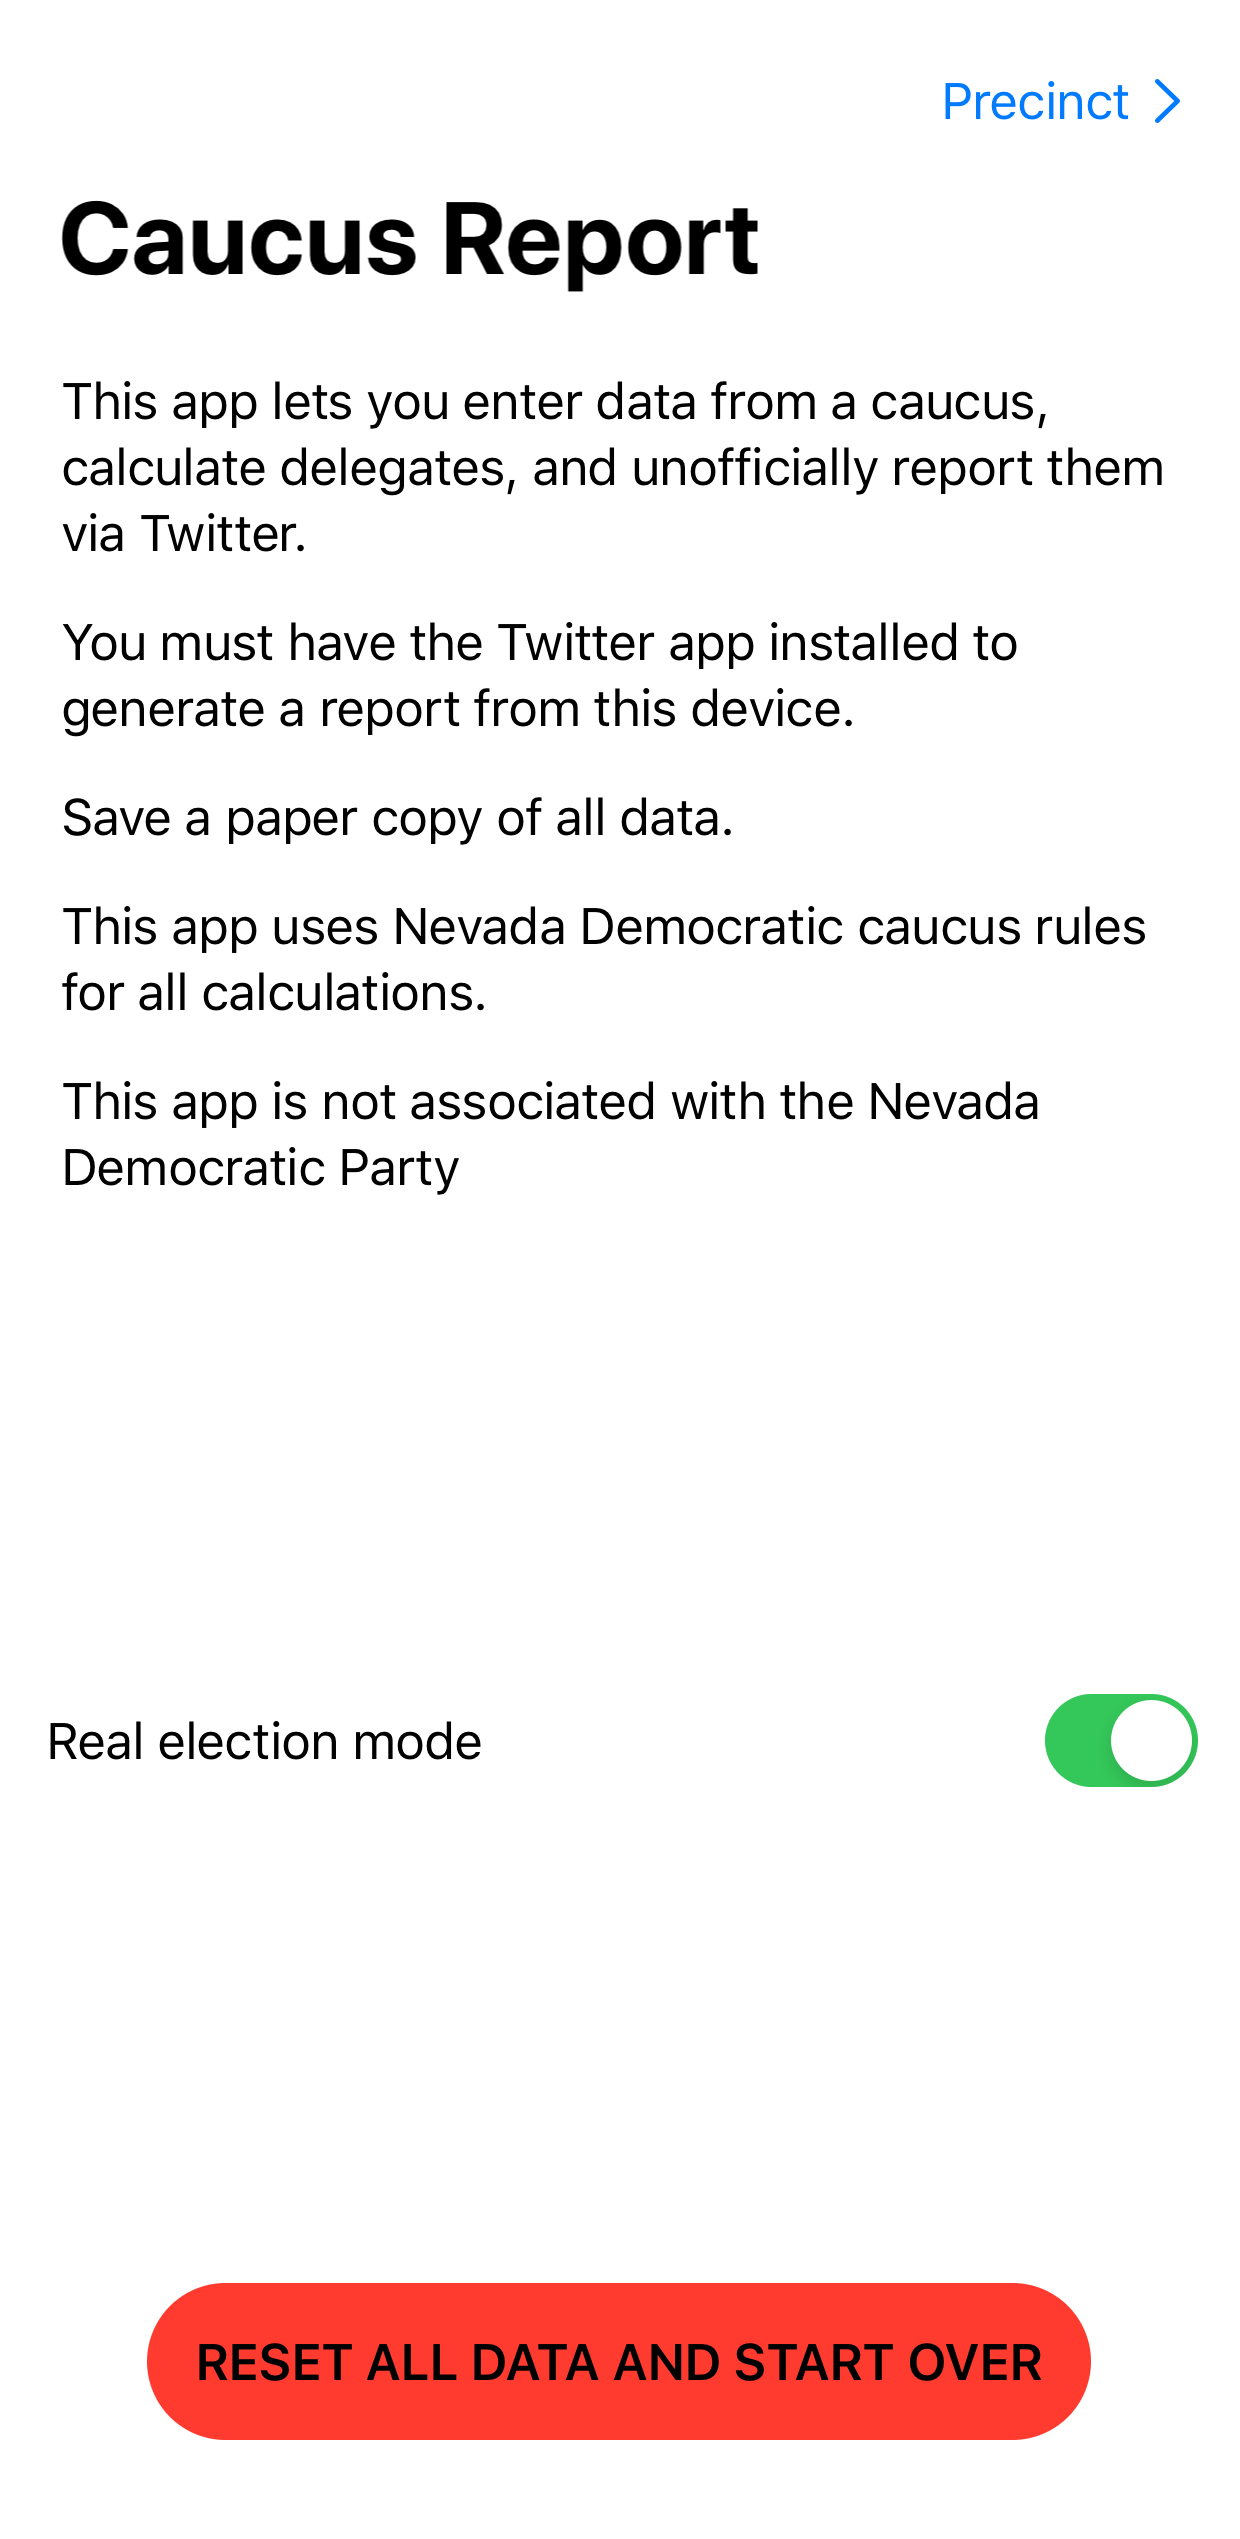 Precinct
Caucus Report
This app lets you enter data from a caucus,
calculate delegates, and unofficially report them
via Twitter.
You must have the Twitter app installed to
generate a report from this device.
Save a paper copy of all data.
This app uses Nevada Democratic caucus rules
for all calculations.
This app is not associated with the Nevada
Democratic Party
Real election mode
RESET ALL DATA AND START OVER